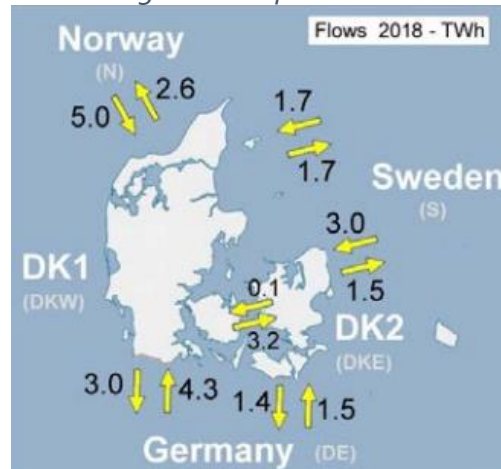 Flows 2018 - TWh
Norway
(N)
5.0
2.6
1.7
1.7
Sweden
(S)
3.0
1.5
DK1
(DKW)
0.1
3.2
DK2
(DKE)
3.0
4.3
1.4
1.5
Germany (DE)